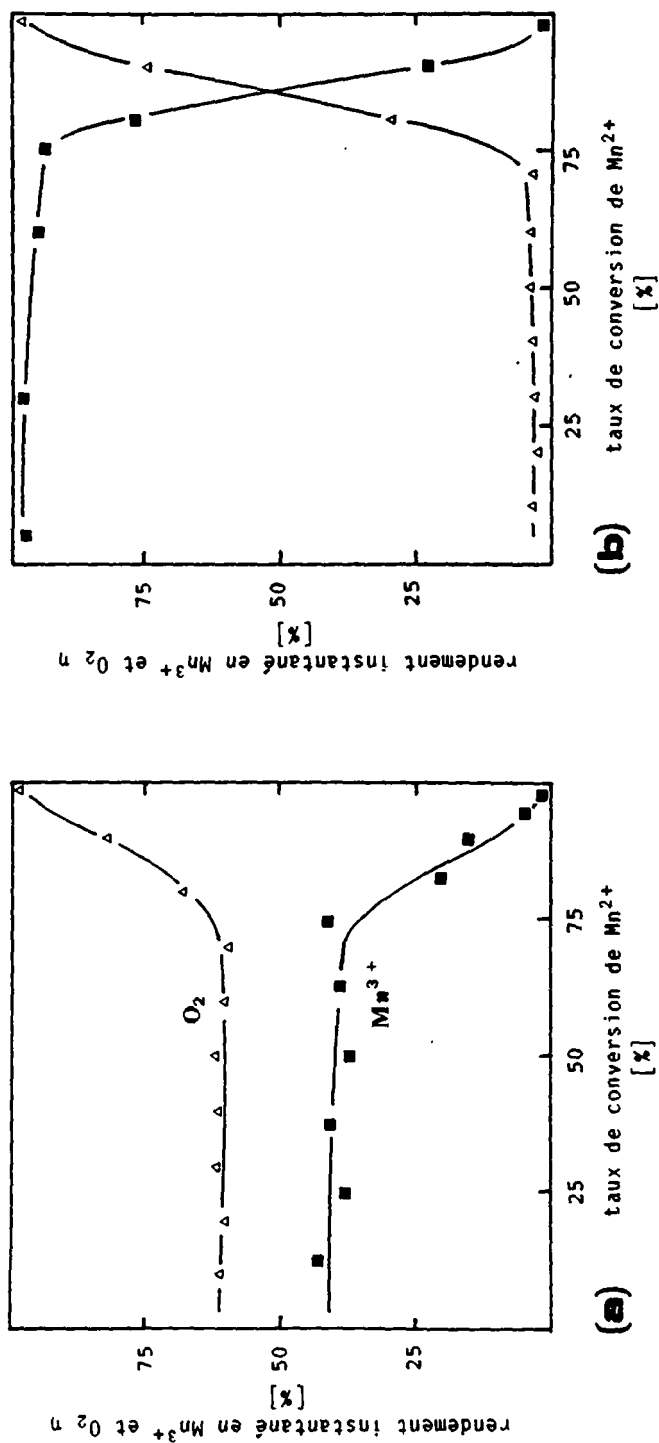 rendement instantané en Mn³⁺ et O₂ η
[%]
75
50
25
O₂
Mn³⁺
25
50
75
(a) taux de conversion de Mn²⁺
[%]
rendement instantané en Mn³⁺ et O₂ η
[%]
75
50
25
25
50
75
(b) taux de conversion de Mn²⁺
[%]